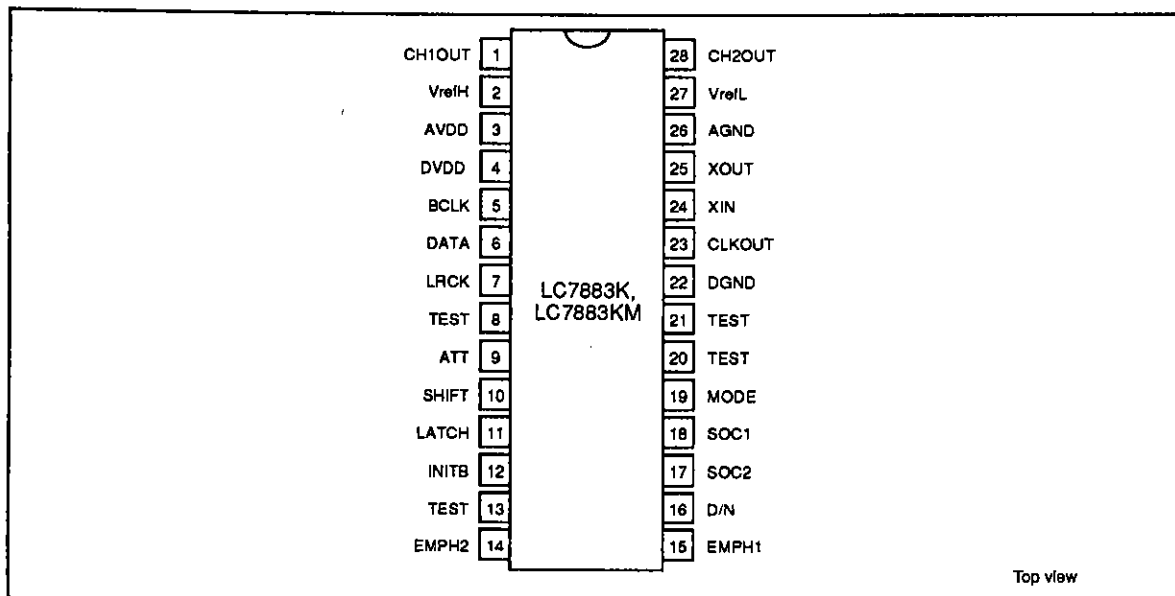 CH1OUT 1 28 CH2OUT
VrefH 2 27 VrefL
AVDD 3 26 AGND
DVDD 4 25 XOUT
BCLK 5 24 XIN
DATA 6 23 CLKOUT
LRCK 7 22 DGND
LC7883K,
LC7883KM
TEST 8 21 TEST
ATT 9 20 TEST
SHIFT 10 19 MODE
LATCH 11 18 SOC1
INITB 12 17 SOC2
TEST 13 16 D/N
EMPH2 14 15 EMPH1
Top view